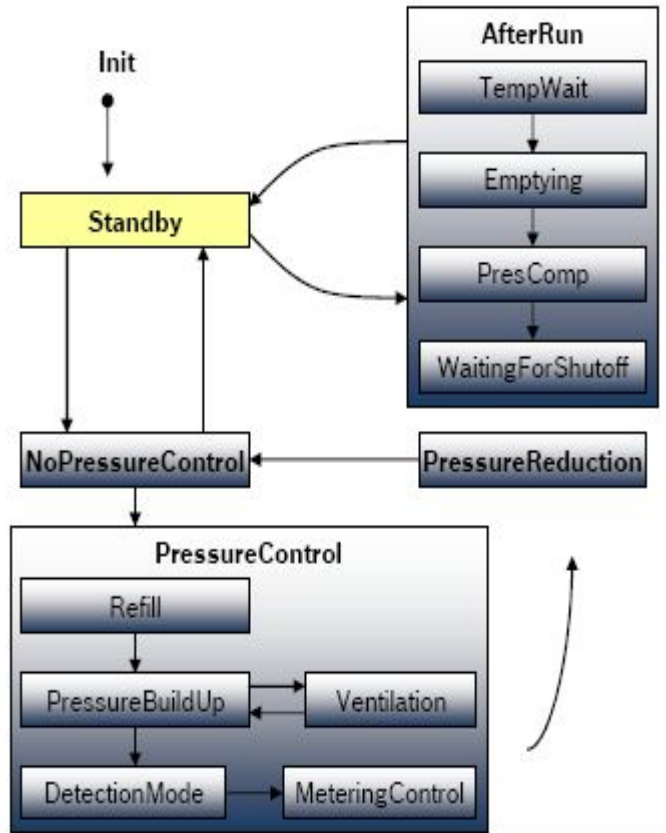 Init
AfterRun
TempWait
Emptying
PresComp
WaitingForShutoff
Standby
NoPressureControl
PressureReduction
PressureControl
Refill
PressureBuildUp
Ventilation
DetectionMode
MeteringControl